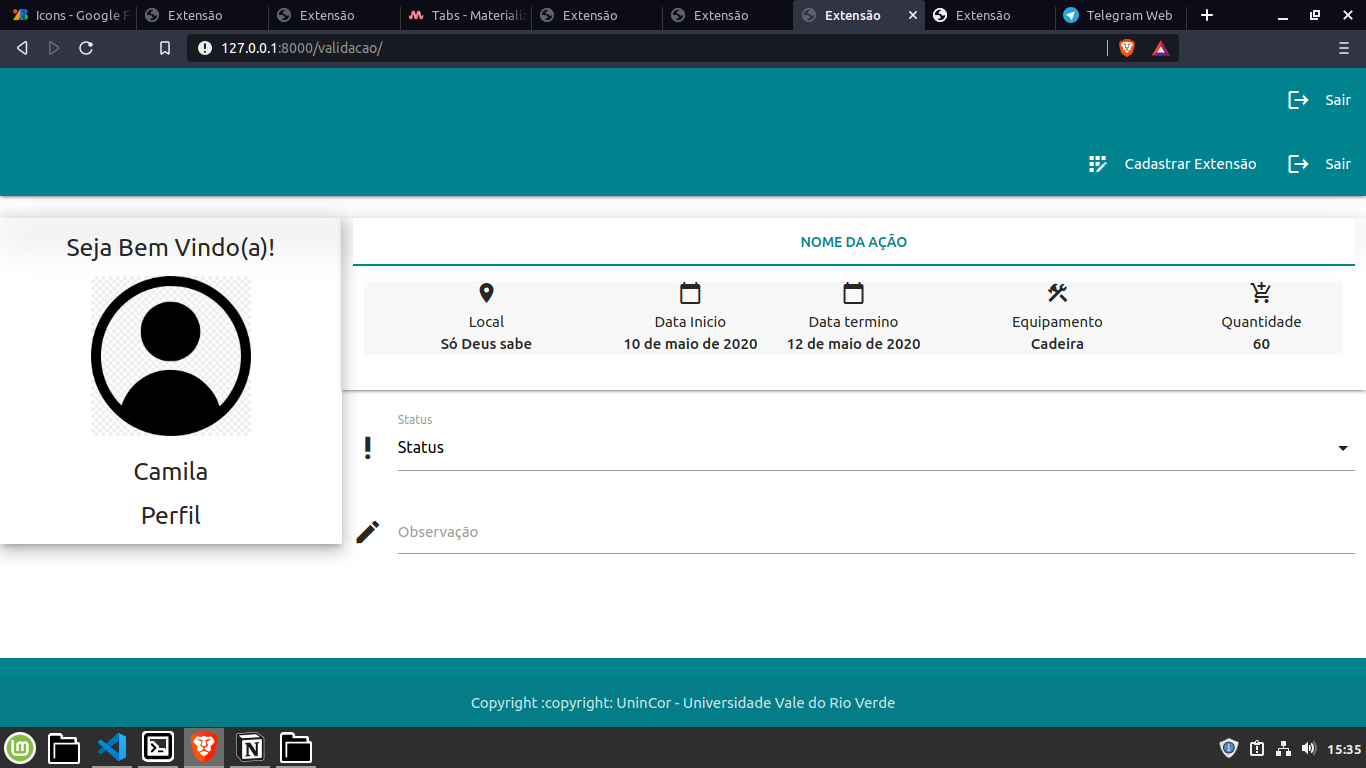 Icons - Google F Extensão Extensão Tabs - Materializ Extensão Extensão Extensão Extensão Telegram Web
127.0.0.1:8000/validacao/
Sair
Cadastrar Extensão Sair
Seja Bem Vindo(a)!
Camila
Perfil
NOME DA AÇÃO
Local Data Inicio Data termino Equipamento Quantidade
Só Deus sabe 10 de maio de 2020 12 de maio de 2020 Cadeira 60
Status
Status
Observação
Copyright :copyright: UninCor - Universidade Vale do Rio Verde
15:35